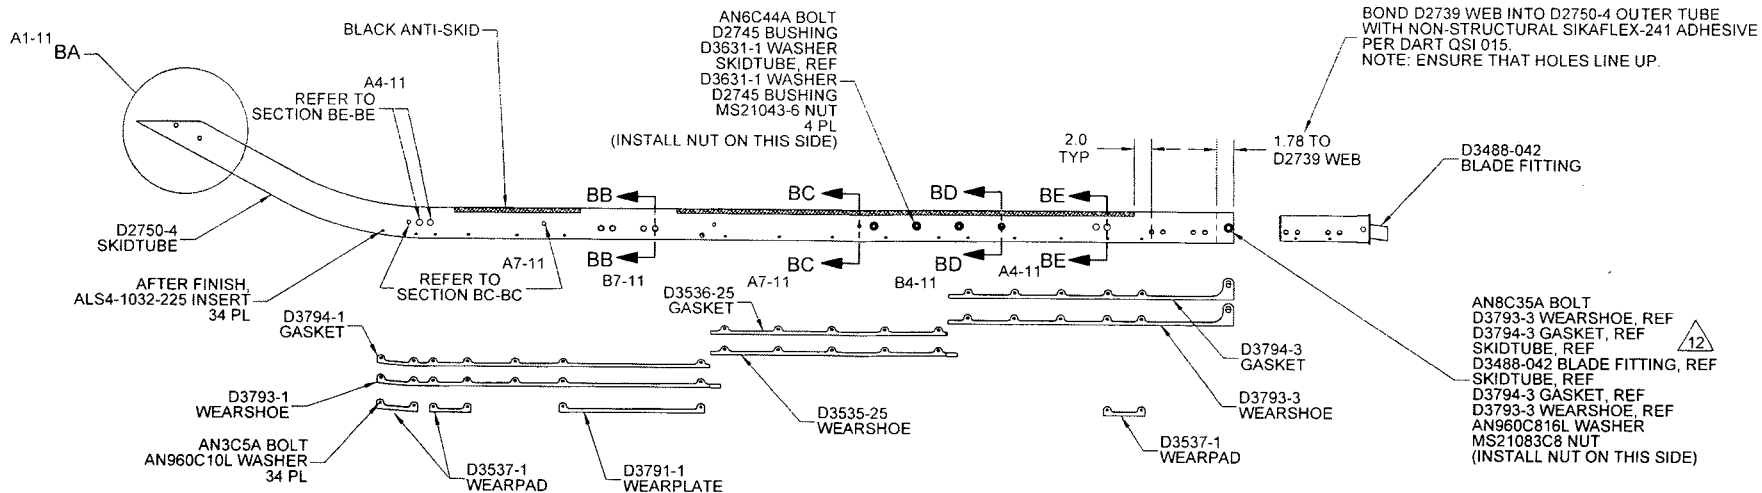 A1-11
BA
BLACK ANTI-SKID
A4-11
REFER TO
SECTION BE-BE
AN6C44A BOLT
D2745 BUSHING
D3631-1 WASHER
SKIDTUBE, REF
D3631-1 WASHER
D2745 BUSHING
MS21043-6 NUT
4 PL
(INSTALL NUT ON THIS SIDE)
BOND D2739 WEB INTO D2750-4 OUTER TUBE
WITH NON-STRUCTURAL SIKAFLEX-241 ADHESIVE
PER DART QSI 015.
NOTE: ENSURE THAT HOLES LINE UP.
2.0
TYP
1.78 TO
D2739 WEB
D3488-042
BLADE FITTING
BB
BC
BD
BE
D2750-4
SKIDTUBE
BB
BC
BD
BE
A7-11
B7-11
A7-11
B4-11
A4-11
REFER TO
SECTION BC-BC
AFTER FINISH,
ALS4-1032-225 INSERT
34 PL
D3794-1
GASKET
D3536-25
GASKET
D3794-3
GASKET
D3793-1
WEARSHOE
D3535-25
WEARSHOE
D3793-3
WEARSHOE
AN3C5A BOLT
AN960C10L WASHER
34 PL
D3537-1
WEARPAD
D3791-1
WEARPLATE
D3537-1
WEARPAD
AN8C35A BOLT
D3793-3 WEARSHOE, REF
D3794-3 GASKET, REF
SKIDTUBE, REF
12
D3488-042 BLADE FITTING, REF
SKIDTUBE, REF
D3794-3 GASKET, REF
D3793-3 WEARSHOE, REF
AN960C816L WASHER
MS21083C8 NUT
(INSTALL NUT ON THIS SIDE)